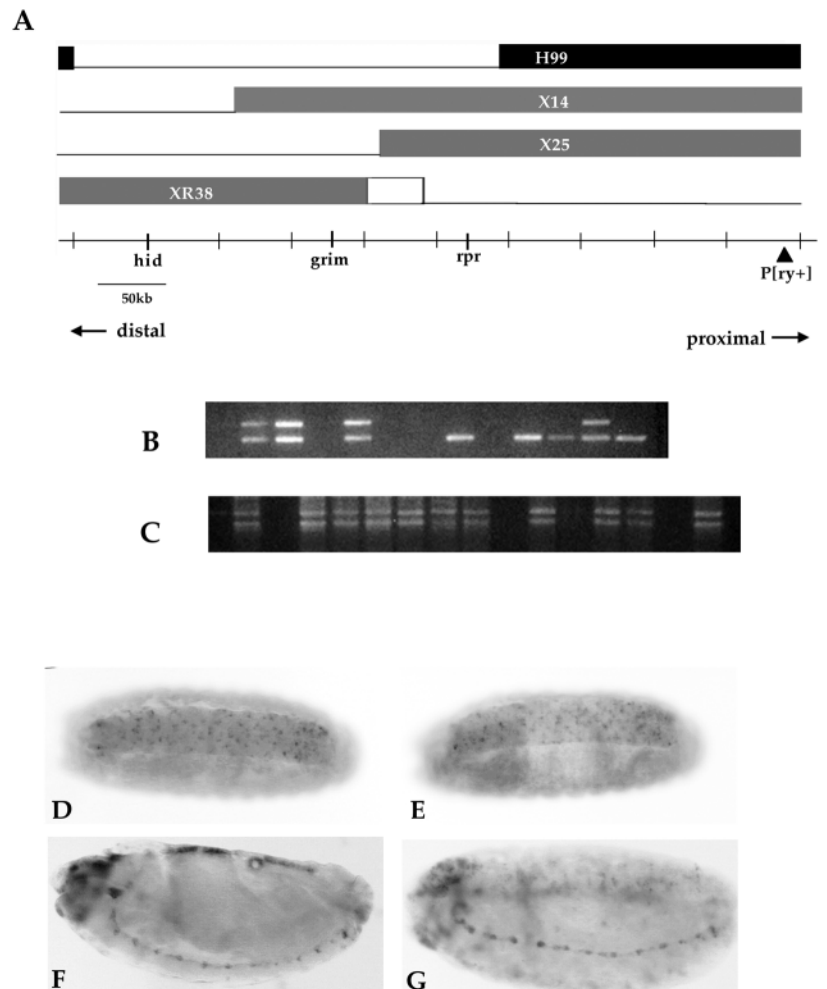 A
H99
X14
X25
XR38
hid grim rpr
P[ry+]
50kb
distal
proximal
B
C
D E
F G